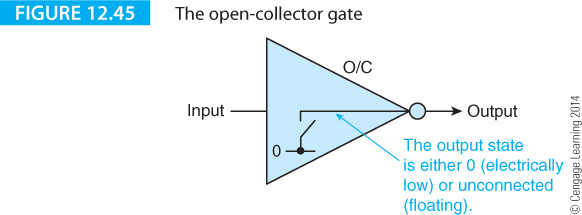 FIGURE 12.45 The open-collector gate
O/C
Input
Output
0
The output state
is either 0 (electrically
low) or unconnected
(floating).
© Cengage Learning 2014